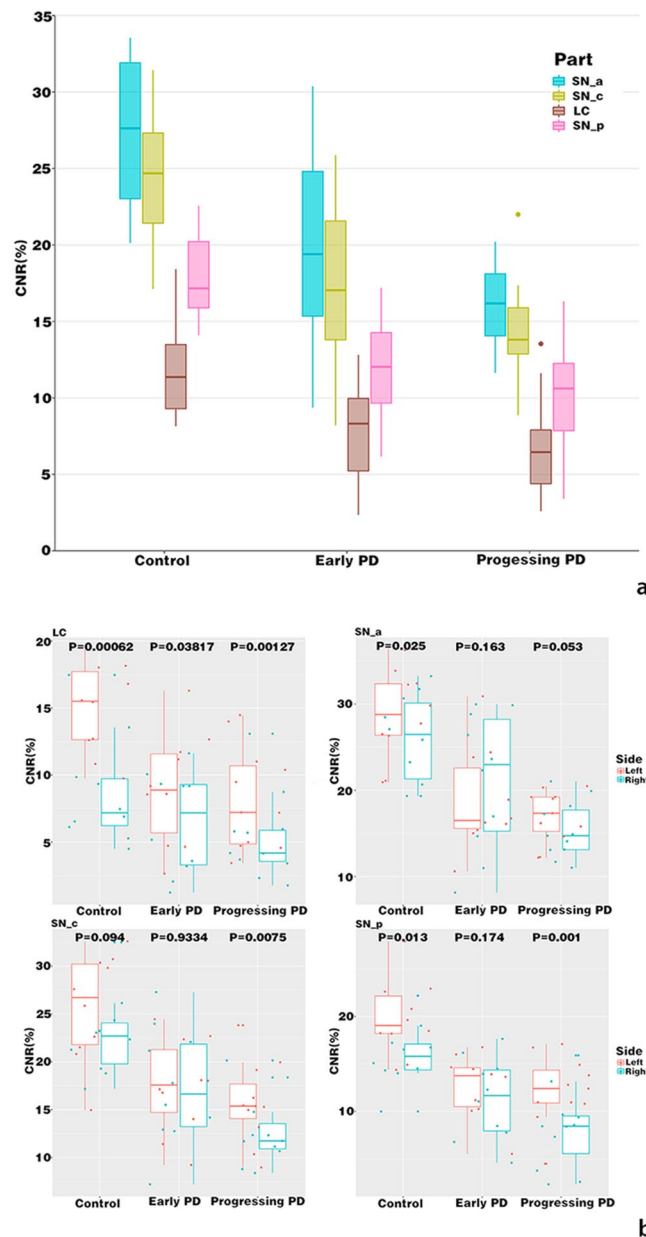 35
30
25
20
15
10
5
0
CNR(%)
Part
SN_a
SN_c
LC
SN_p
Control Early PD Progessing PD
a
LC
P=0.00062 P=0.03817 P=0.00127
20
15
10
5
CNR(%)
Control Early PD Progressing PD
SN_a
P=0.025 P=0.163 P=0.053
30
20
10
CNR(%)
Side
Left
Right
Control Early PD Progressing PD
SN_c
P=0.094 P=0.9334 P=0.0075
30
25
20
15
10
CNR(%)
Control Early PD Progressing PD
SN_p
P=0.013 P=0.174 P=0.001
20
10
CNR(%)
Side
Left
Right
Control Early PD Progressing PD
b